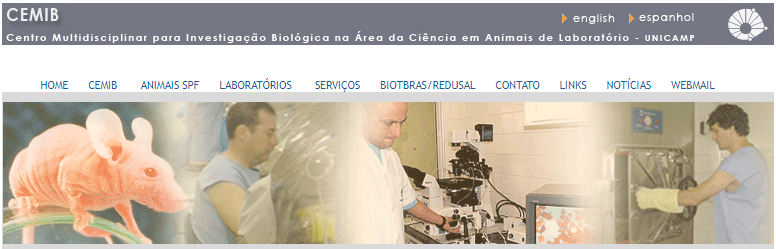 CEMIB
english espanhol
Centro Multidisciplinar para Investigação Biológica na Área da Ciência em Animais de Laboratório - UNICAMP
HOME CEMIB ANIMAIS SPF LABORATÓRIOS SERVIÇOS BIOTBRAS/REDUSAL CONTATO LINKS NOTÍCIAS WEBMAIL